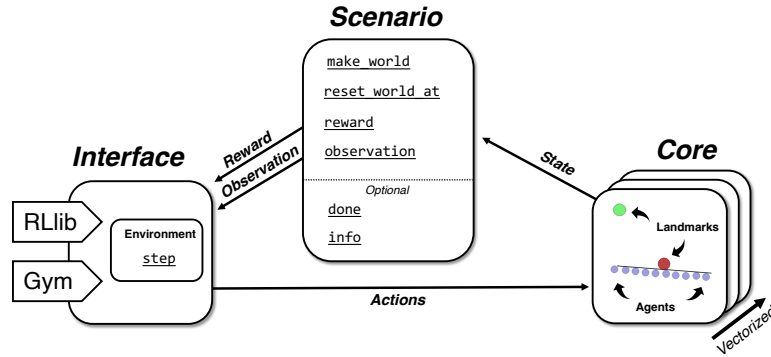 Scenario
make_world
reset_world_at
reward
observation
Optional
done
info
Reward
Observation
Interface
RLlib
Gym
Environment
step
State
Core
Landmarks
Agents
Actions
Vectorized